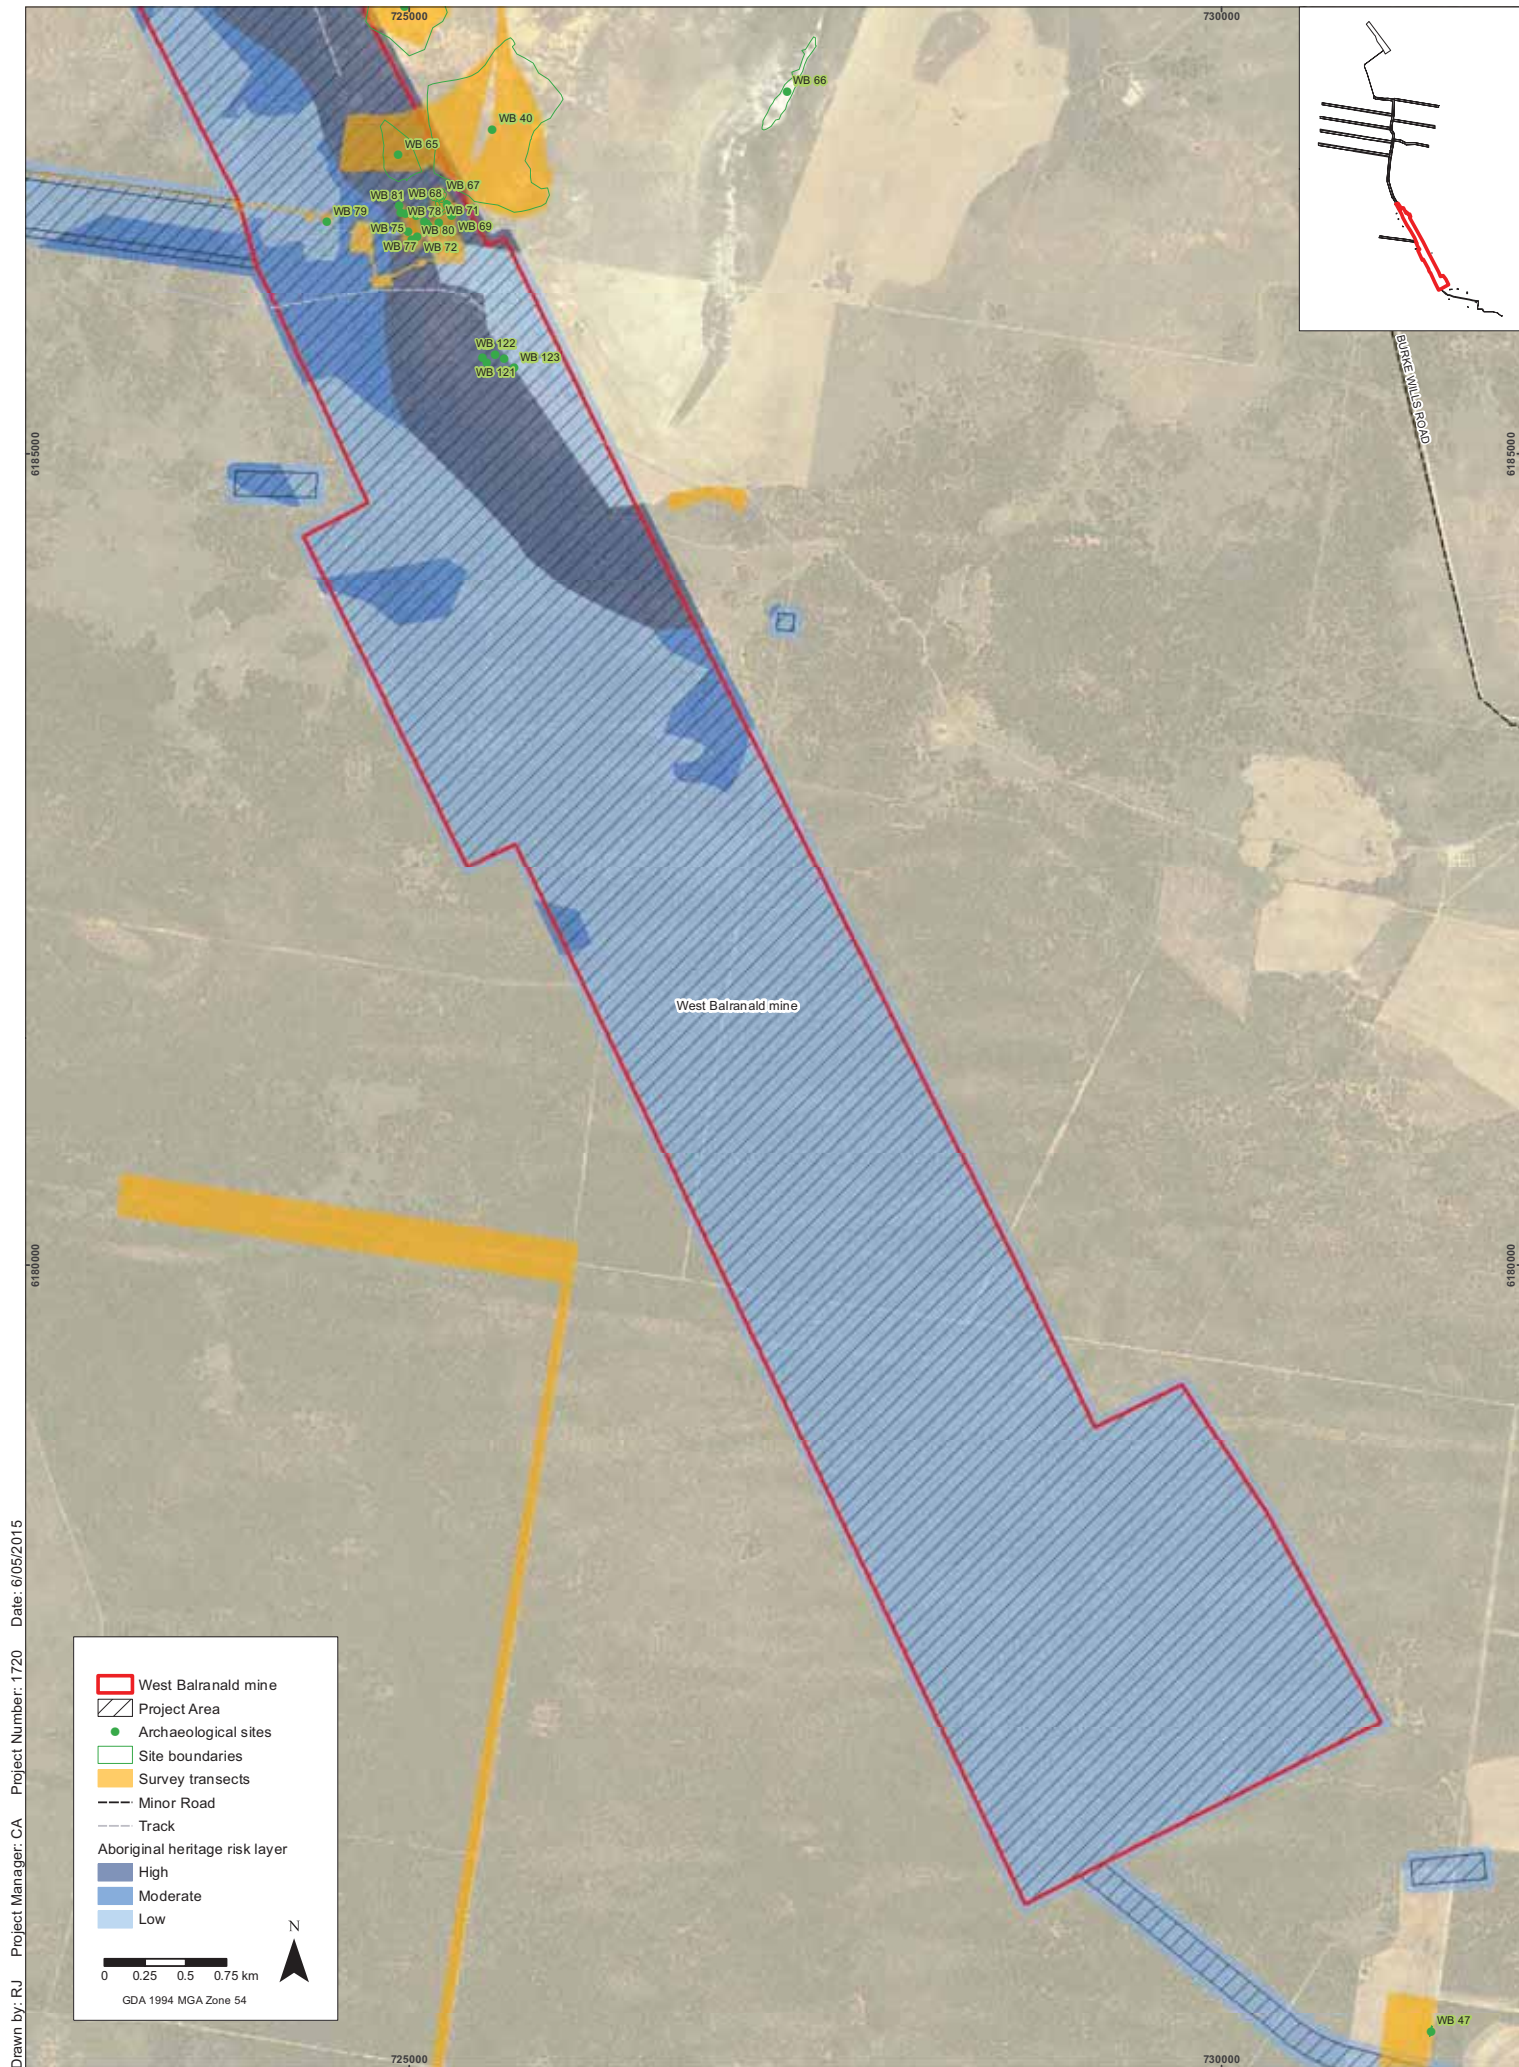 725000
730000
WB 66
WB 40
WB 65
WB 67
WB 81
WB 68
WB 79
WB 78
WB 71
WB 75
WB 80
WB 69
WB 77
WB 72
WB 122
WB 123
WB 121
BURKE WILLS ROAD
6185000
6185000
West Balranald mine
6180000
6180000
West Balranald mine
Project Area
Archaeological sites
Site boundaries
Survey transects
Minor Road
Track
Aboriginal heritage risk layer
High
Moderate
Low
N
0 0.25 0.5 0.75 km
GDA 1994 MGA Zone 54
WB 47
725000
730000
Drawn by: RJ Project Manager: CA Project Number: 1720 Date: 6/05/2015